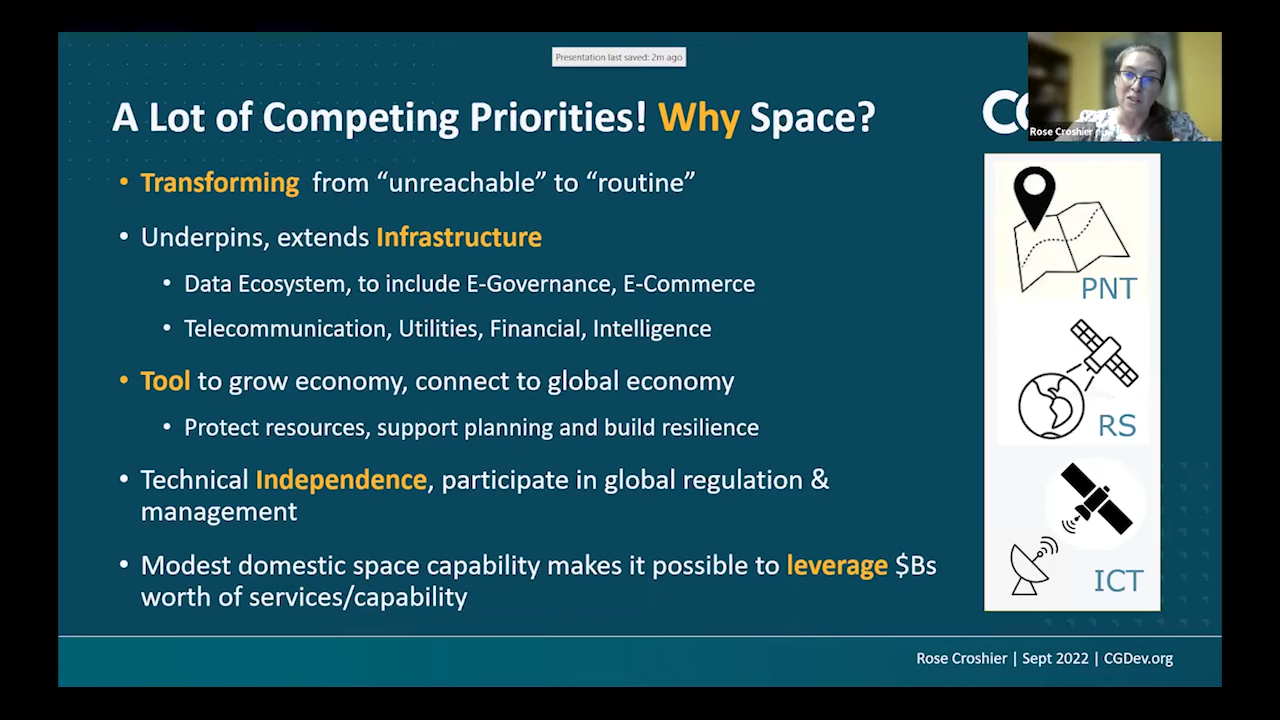 Presentation last saved: 2m ago
A Lot of Competing Priorities! Why Space?
CG
Rose Croshier
• Transforming from “unreachable” to “routine”
• Underpins, extends Infrastructure
• Data Ecosystem, to include E-Governance, E-Commerce
• Telecommunication, Utilities, Financial, Intelligence
• Tool to grow economy, connect to global economy
• Protect resources, support planning and build resilience
• Technical Independence, participate in global regulation &
management
• Modest domestic space capability makes it possible to leverage $Bs
worth of services/capability
PNT
RS
ICT
Rose Croshier | Sept 2022 | CGDev.org